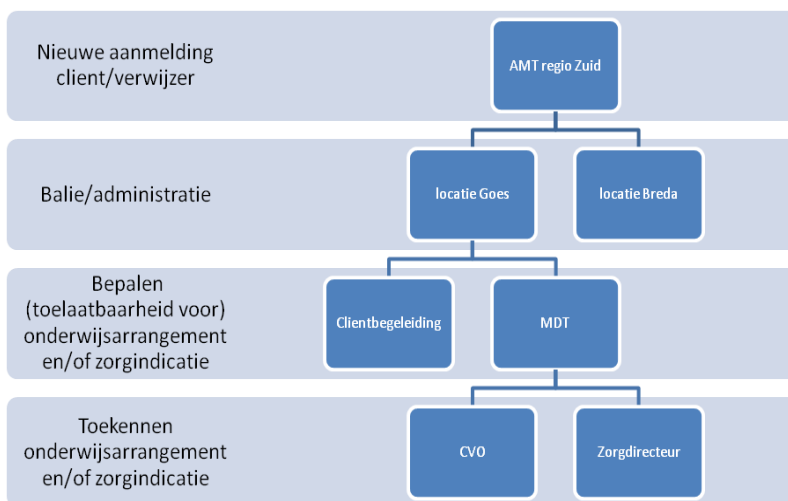 Nieuwe aanmelding
client/verwijzer
AMT regio Zuid
Balie/administratie
locatie Goes
locatie Breda
Bepalen
(toelaatbaarheid voor)
onderwijsarrangement
en/of zorgindicatie
Clientbegeleiding
MDT
Toekennen
onderwijsarrangement
en/of zorgindicatie
CVO
Zorgdirecteur